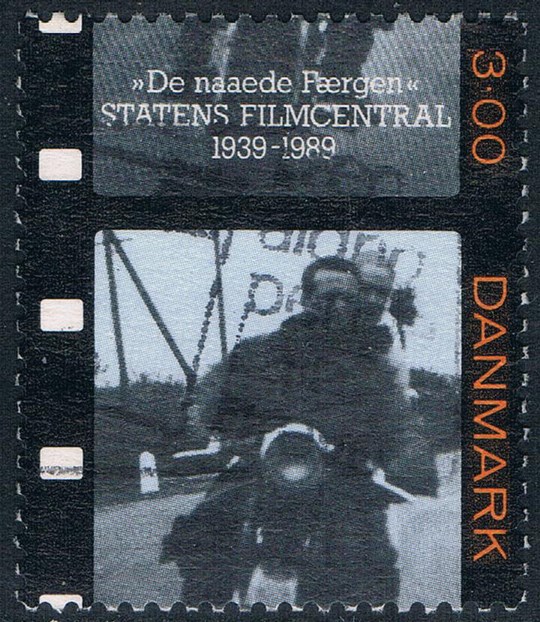 »De naaede Færgen«
STATENS FILMCENTRAL
1939-1989
3.00
DANMARK